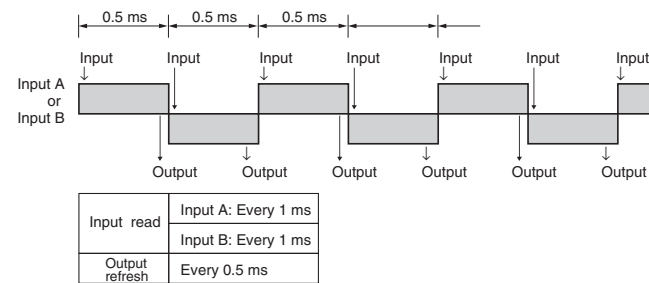 0.5 ms 0.5 ms 0.5 ms
Input Input Input Input Input Input Input
Input A
or
Input B
Output Output Output Output Output Output
Input read
Input A: Every 1 ms
Input B: Every 1 ms
Output
refresh
Every 0.5 ms